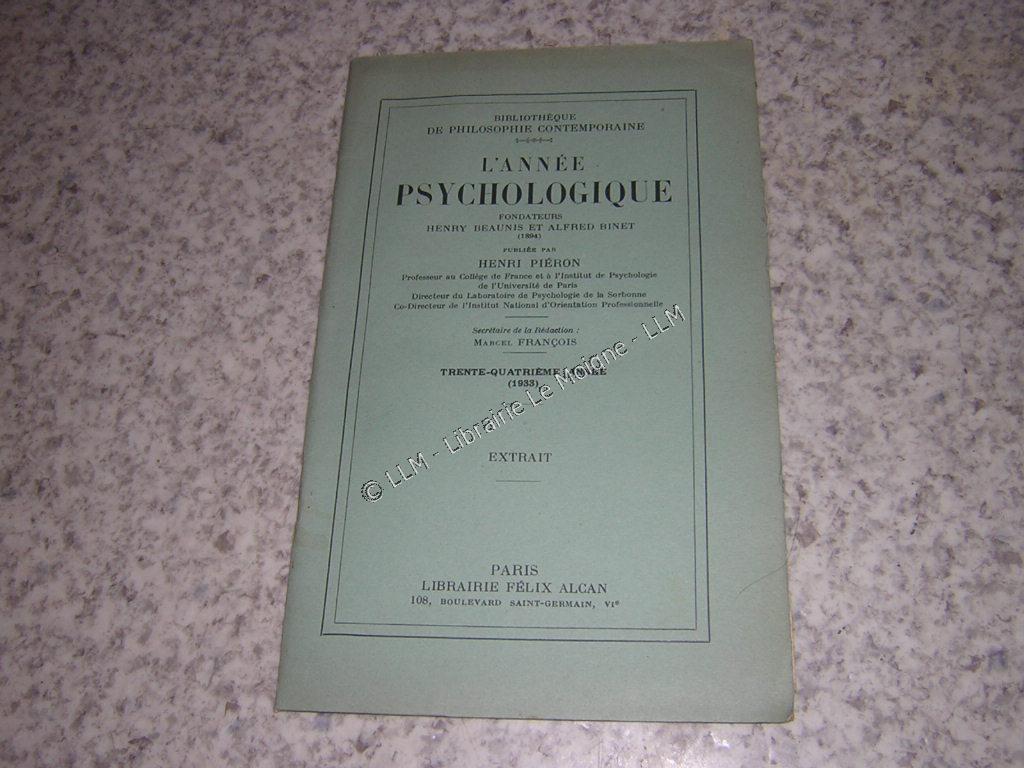 BIBLIOTHÈQUE
DE PHILOSOPHIE CONTEMPORAINE
L'ANNÉE
PSYCHOLOGIQUE
FONDATEURS
HENRY BEAUNIS ET ALFRED BINET
(1894)
PUBLIÉE PAR
HENRI PIÉRON
Professeur au Collège de France et à l'Institut de Psychologie
de l'Université de Paris
Directeur du Laboratoire de Psychologie de la Sorbonne
Co-Directeur de l'Institut National d'Orientation Professionnelle
Secrétaire de la Rédaction :
MARCEL FRANÇOIS
TRENTE-QUATRIÈME ANNÉE
(1933)
© LLM - Librairie Le Moigne - LLM
EXTRAIT
PARIS
LIBRAIRIE FÉLIX ALCAN
108, BOULEVARD SAINT-GERMAIN, VIe